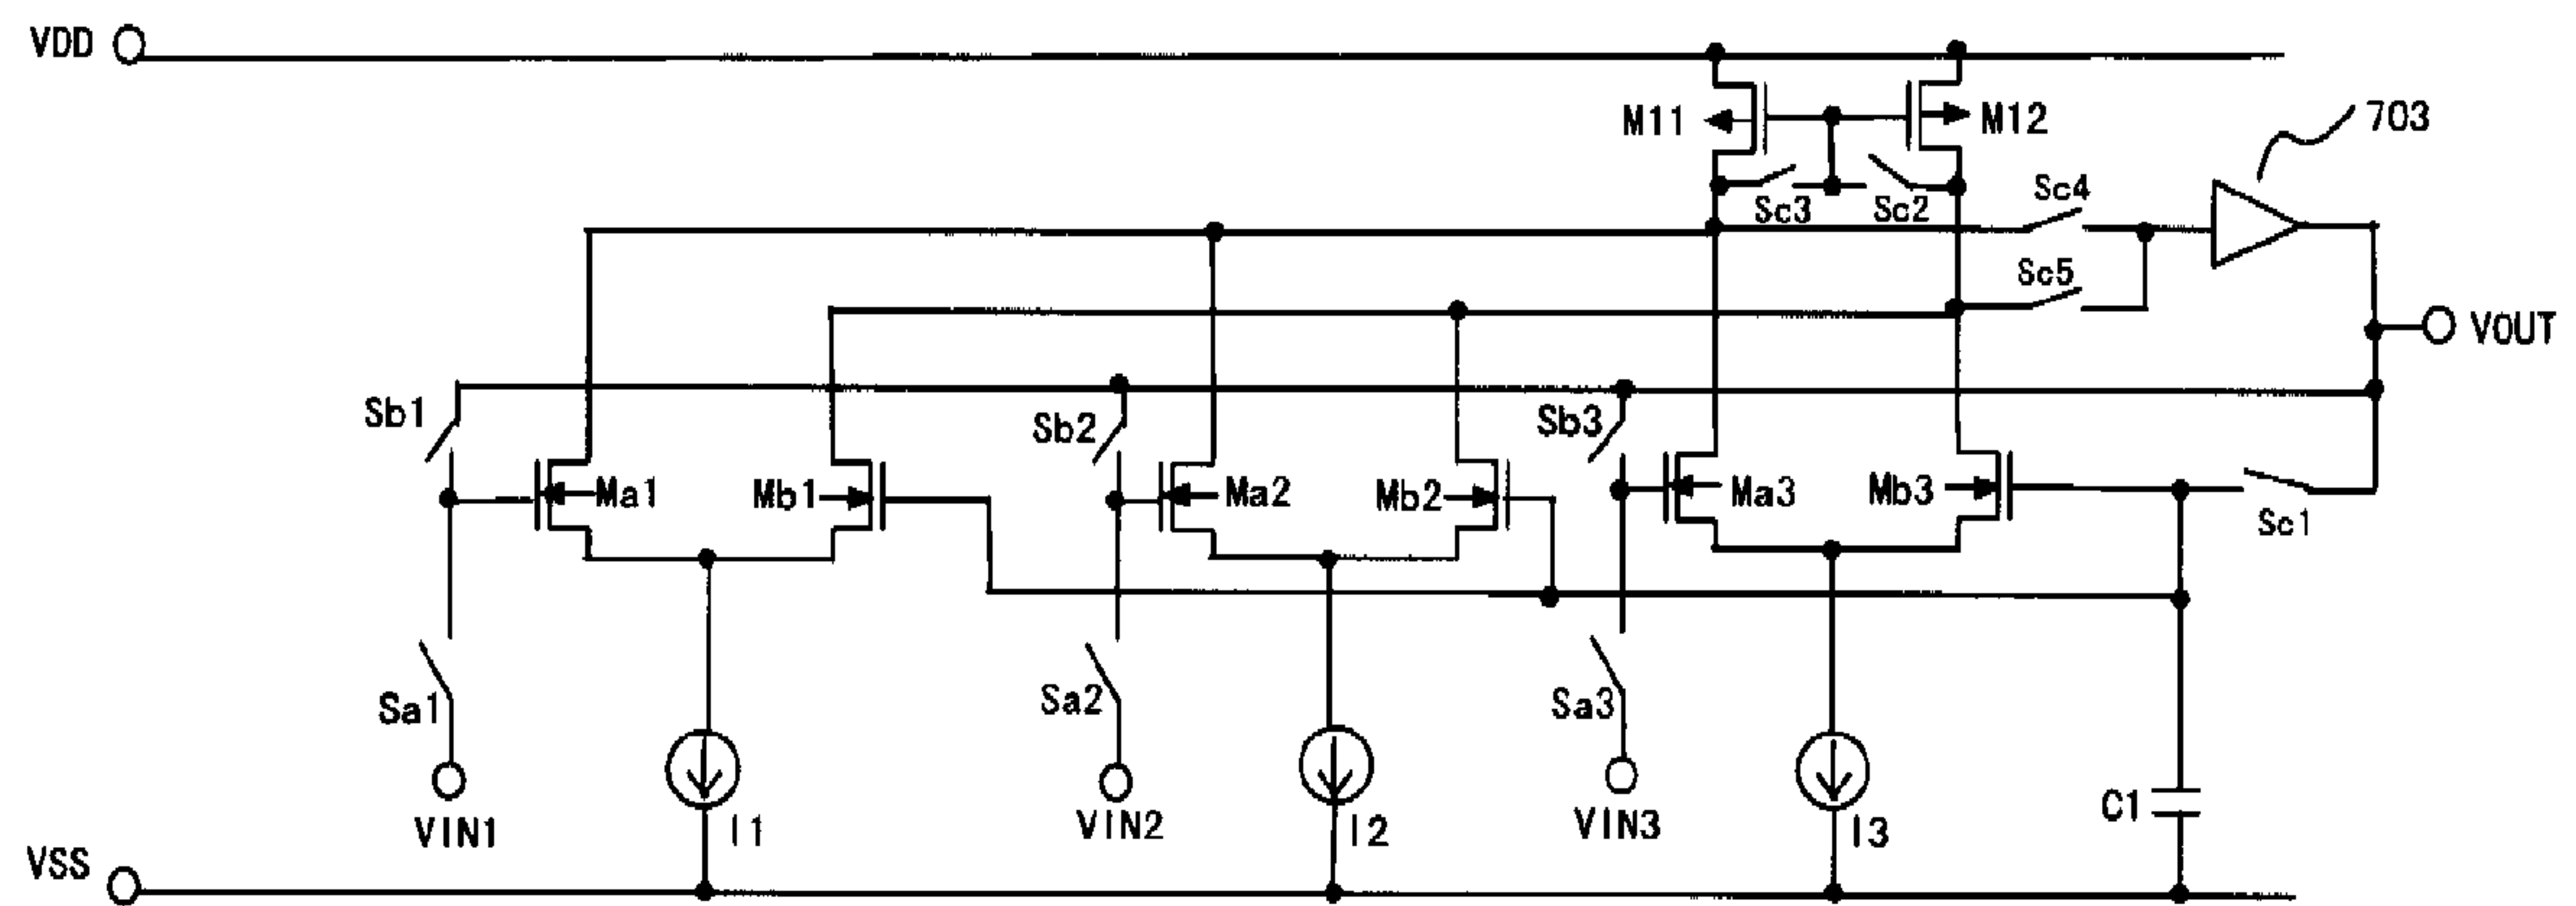 VDD
703
M11
M12
Sc3
Sc2
Sc4
Sc5
VOUT
Sb1
Sb2
Sb3
Ma1
Mb1
Ma2
Mb2
Ma3
Mb3
Sc1
Sa1
Sa2
Sa3
VIN1
I1
VIN2
I2
VIN3
I3
C1
VSS